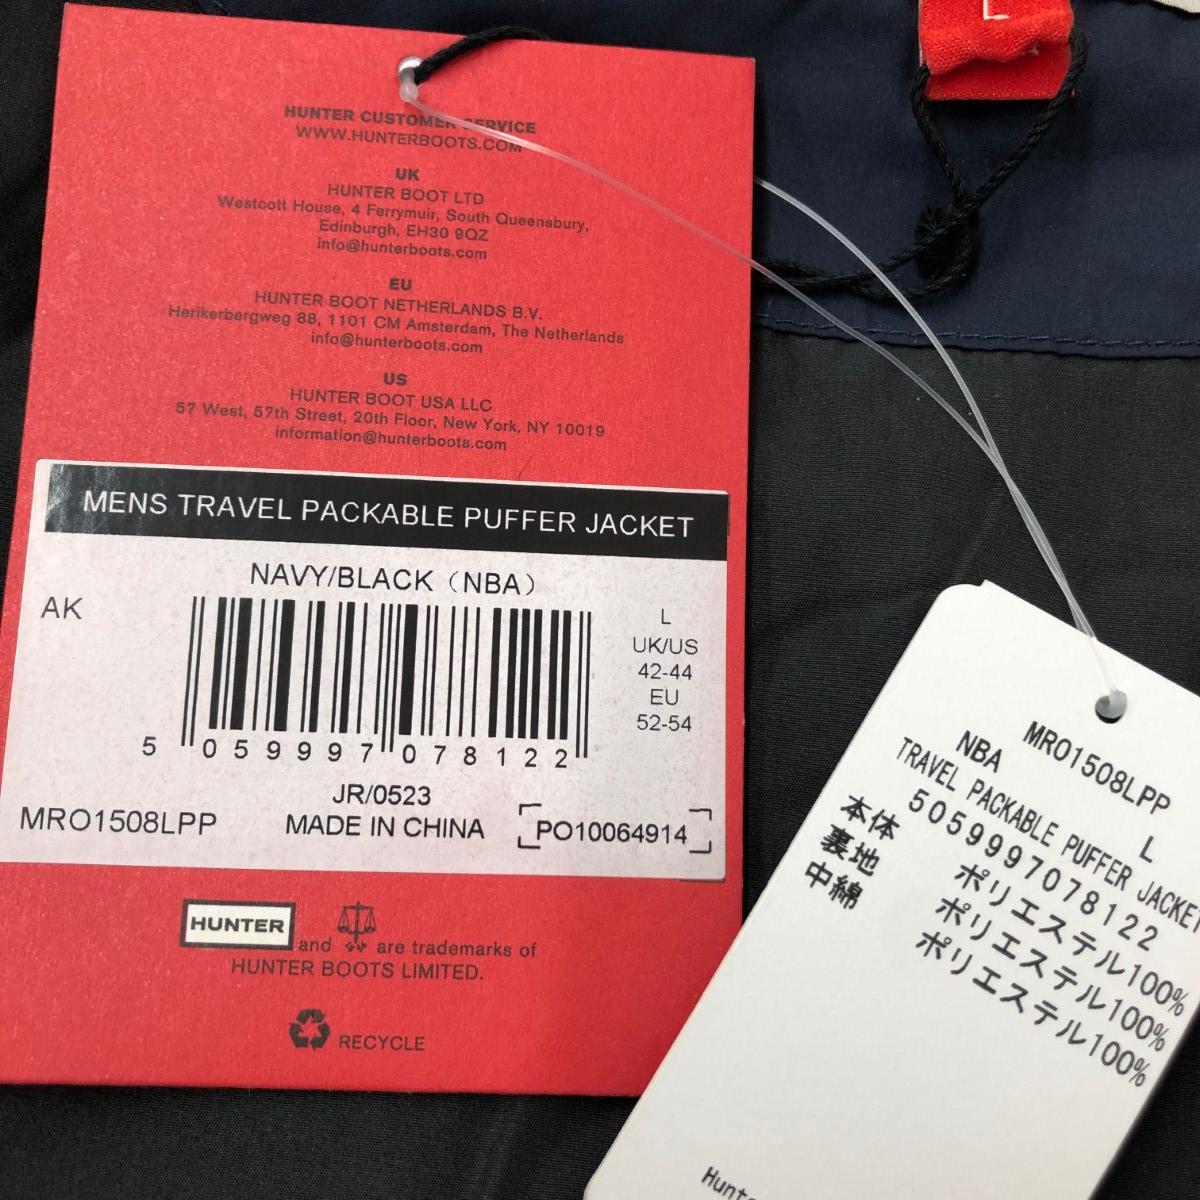 HUNTER CUSTOMER SERVICE
WWW.HUNTERBOOTS.COM
UK
HUNTER BOOT LTD
Westcott House, 4 Ferrymuir, South Queensbury,
Edinburgh, EH30 9QZ
info@hunterboots.com
EU
HUNTER BOOT NETHERLANDS B.V.
Herikerbergweg 88, 1101 CM Amsterdam, The Netherlands
info@hunterboots.com
US
HUNTER BOOT USA LLC
57 West, 57th Street, 20th Floor, New York, NY 10019
information@hunterboots.com
MENS TRAVEL PACKABLE PUFFER JACKET
NAVY/BLACK（NBA）
AK
L
UK/US
42-44
EU
52-54
5 059997 078122
JR/0523
MRO1508LPP MADE IN CHINA PO10064914
HUNTER and are trademarks of
HUNTER BOOTS LIMITED.
RECYCLE
L
MRO1508LPP
NBA L
TRAVEL PACKABLE PUFFER JACKET
5059997078122
本体 ポリエステル100%
裏地 ポリエステル100%
中綿 ポリエステル100%